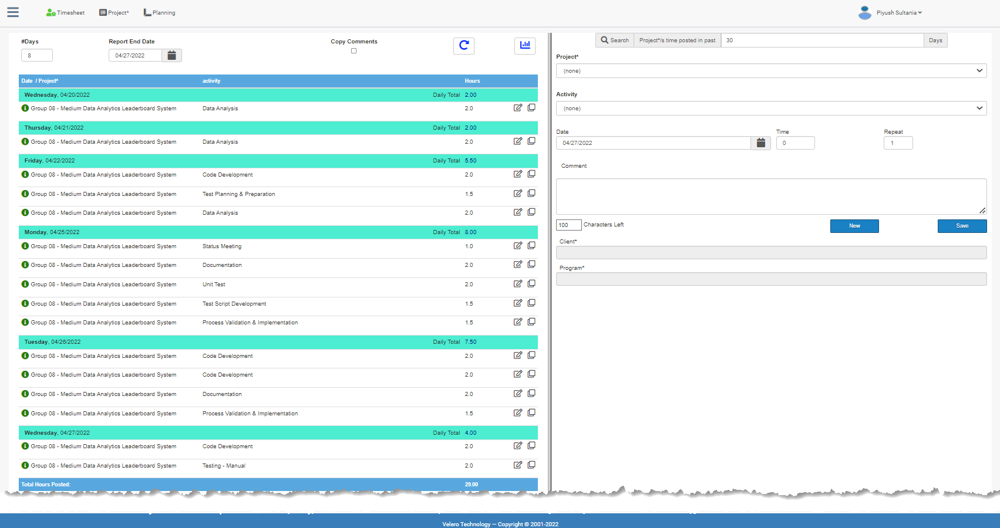 Timesheet Project* Planning Piyush Sultania
#Days Report End Date Copy Comments
8 04/27/2022
Date / Project* activity Hours
Wednesday, 04/20/2022 Daily Total 2.00
Group 08 - Medium Data Analytics Leaderboard System Data Analysis 2.0
Thursday, 04/21/2022 Daily Total 2.00
Group 08 - Medium Data Analytics Leaderboard System Data Analysis 2.0
Friday, 04/22/2022 Daily Total 5.50
Group 08 - Medium Data Analytics Leaderboard System Code Development 2.0
Group 08 - Medium Data Analytics Leaderboard System Test Planning & Preparation 1.5
Group 08 - Medium Data Analytics Leaderboard System Data Analysis 2.0
Monday, 04/25/2022 Daily Total 8.00
Group 08 - Medium Data Analytics Leaderboard System Status Meeting 1.0
Group 08 - Medium Data Analytics Leaderboard System Documentation 2.0
Group 08 - Medium Data Analytics Leaderboard System Unit Test 2.0
Group 08 - Medium Data Analytics Leaderboard System Test Script Development 1.5
Group 08 - Medium Data Analytics Leaderboard System Process Validation & Implementation 1.5
Tuesday, 04/26/2022 Daily Total 7.50
Group 08 - Medium Data Analytics Leaderboard System Code Development 2.0
Group 08 - Medium Data Analytics Leaderboard System Code Development 2.0
Group 08 - Medium Data Analytics Leaderboard System Documentation 2.0
Group 08 - Medium Data Analytics Leaderboard System Process Validation & Implementation 1.5
Wednesday, 04/27/2022 Daily Total 4.00
Group 08 - Medium Data Analytics Leaderboard System Code Development 2.0
Group 08 - Medium Data Analytics Leaderboard System Testing - Manual 2.0
Total Hours Posted: 29.00
Search Project*/s time posted in past 30 Days
Project*
(none)
Activity
(none)
Date Time Repeat
04/27/2022 0 1
Comment
100 Characters Left New Save
Client*
Program*
Velero Technology — Copyright © 2001-2022